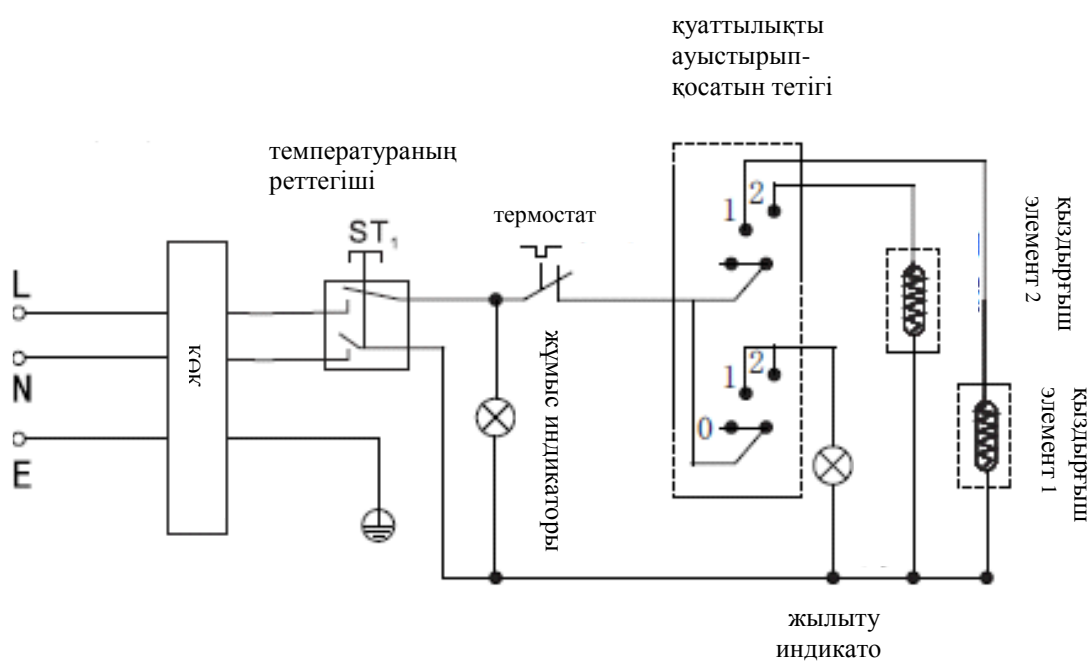 қуаттылықты
ауыстырып-
қосатын тетігі
температураның
реттегіші
термостат
ST₁
L
N
E
көк
жұмыс индикаторы
1
2
1
2
0
қыздырғыш
элемент 2
қыздырғыш
элемент 1
жылыту
индикато